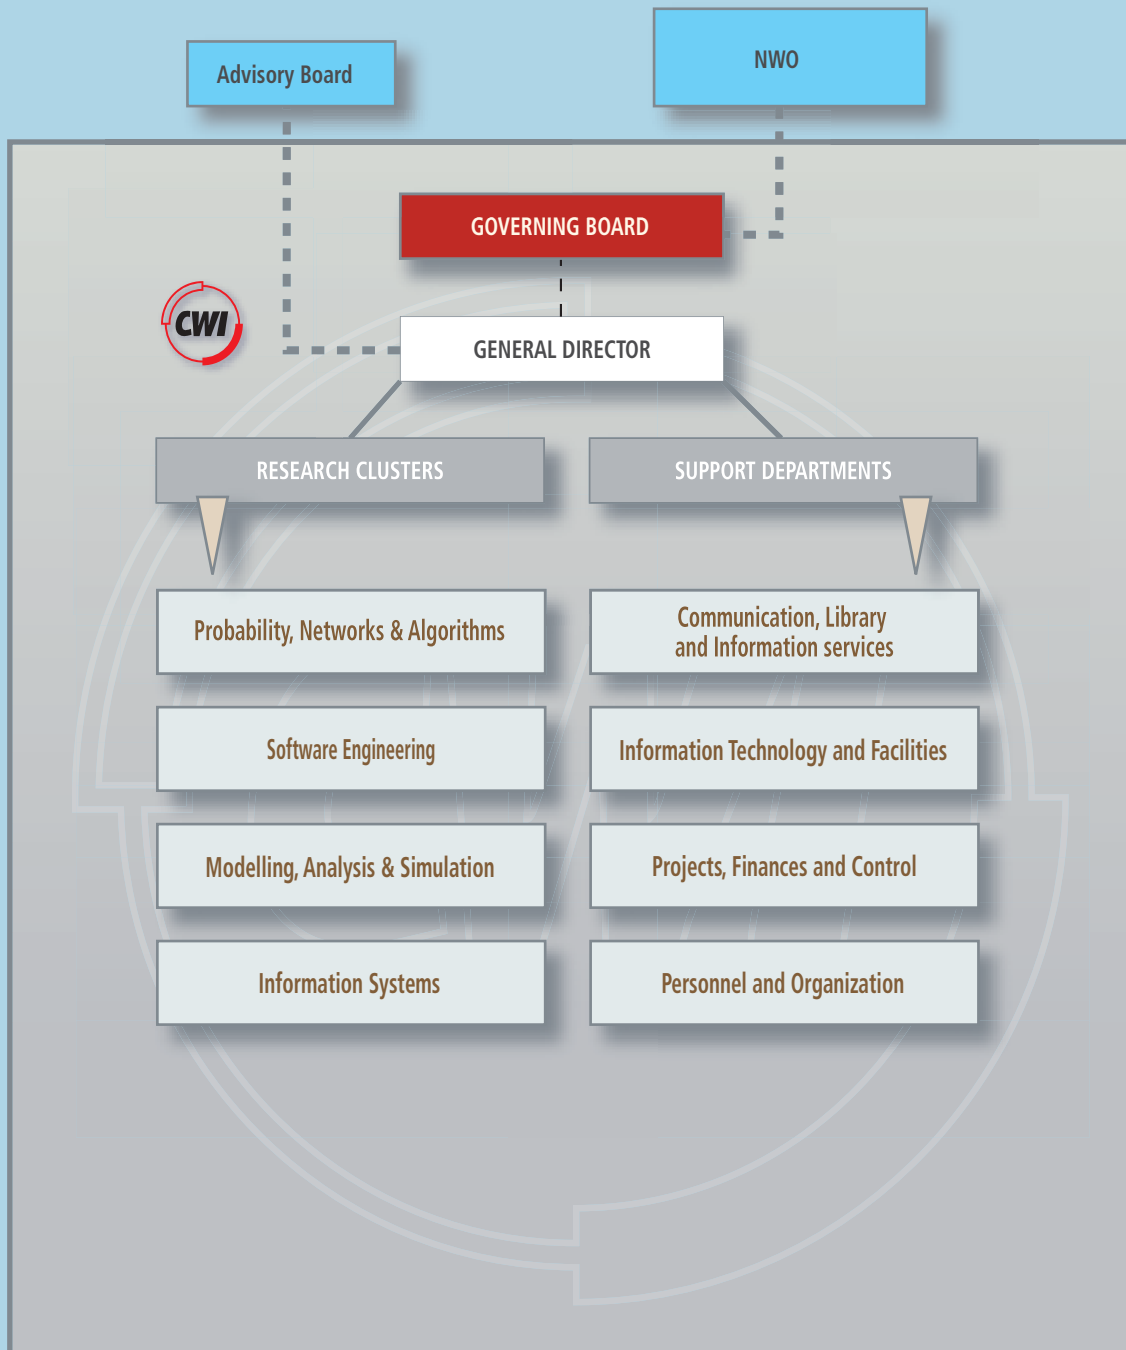 Advisory Board
NWO
GOVERNING BOARD
CWI
GENERAL DIRECTOR
RESEARCH CLUSTERS
SUPPORT DEPARTMENTS
Probability, Networks & Algorithms
Communication, Library
and Information services
Software Engineering
Information Technology and Facilities
Modelling, Analysis & Simulation
Projects, Finances and Control
Information Systems
Personnel and Organization